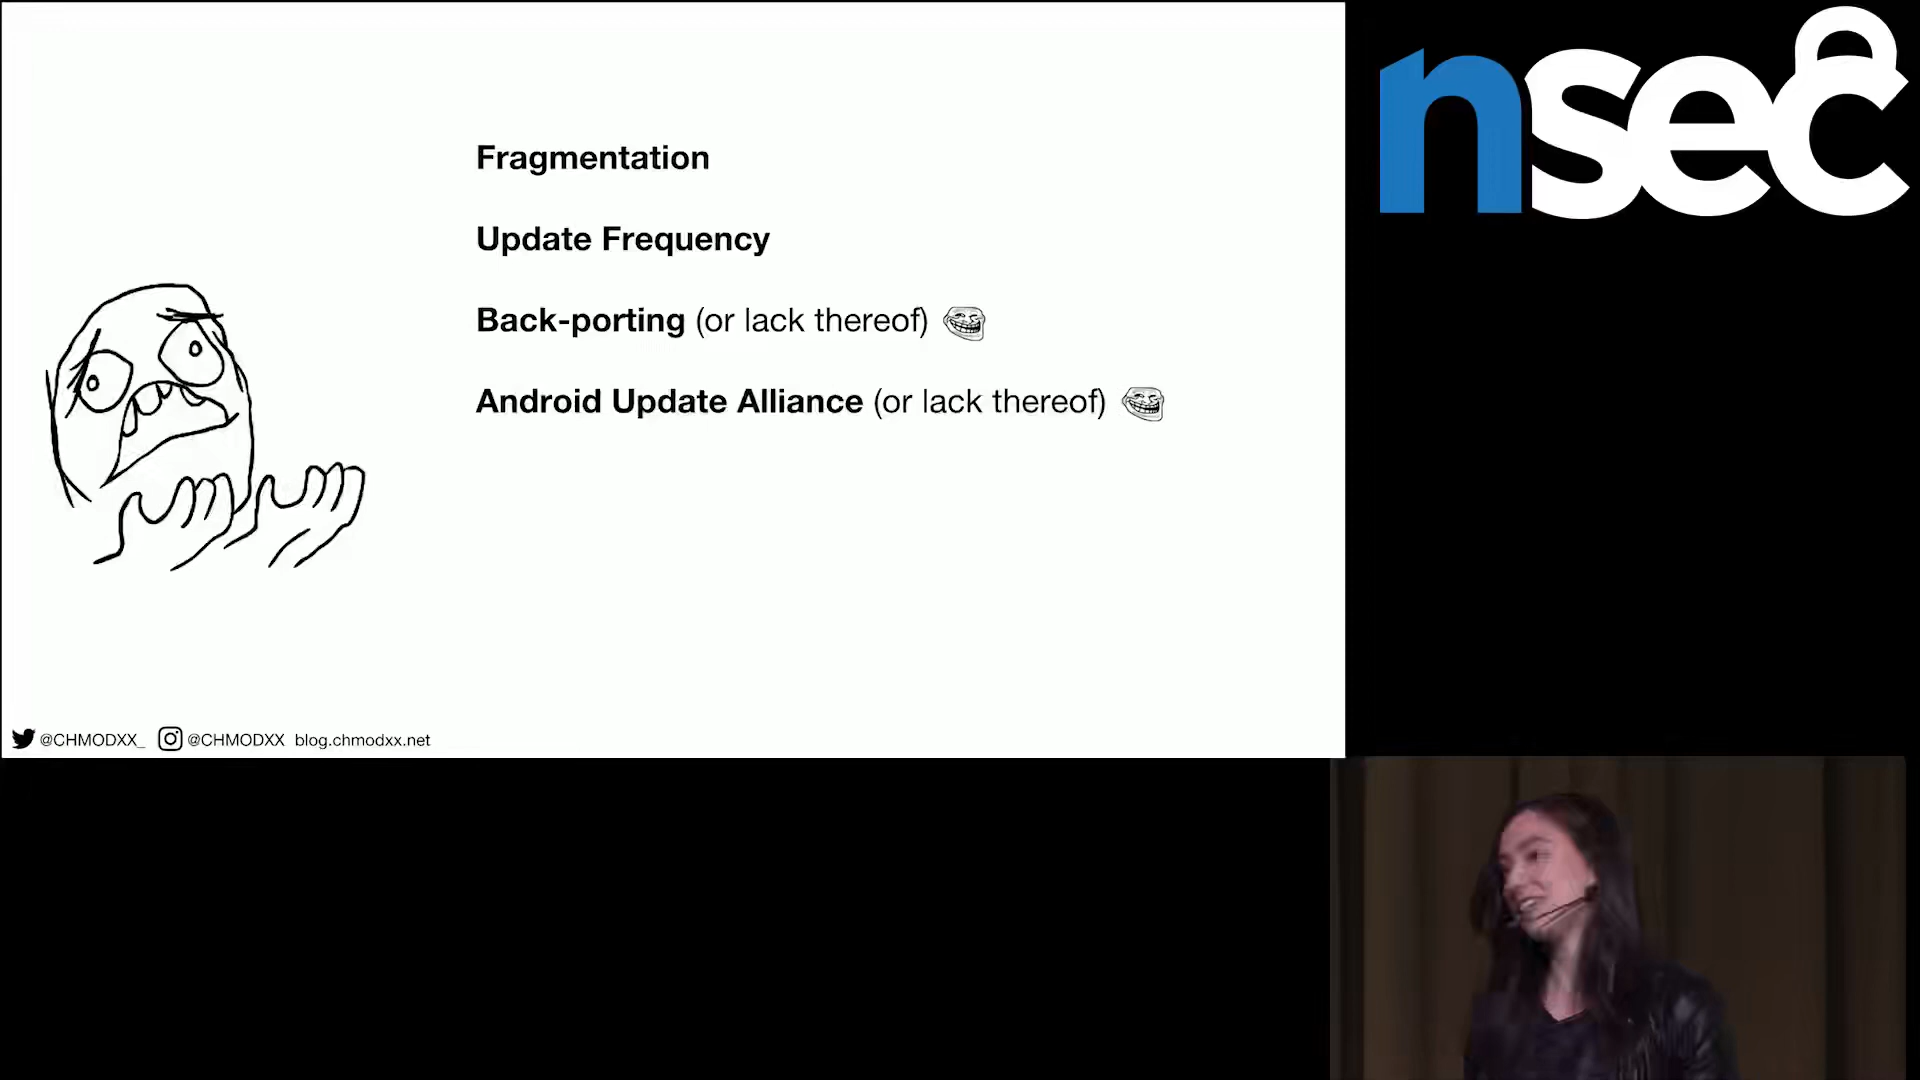 nsec
Fragmentation
Update Frequency
Back-porting (or lack thereof)
Android Update Alliance (or lack thereof)
@CHMODXX_ @CHMODXX blog.chmodxx.net